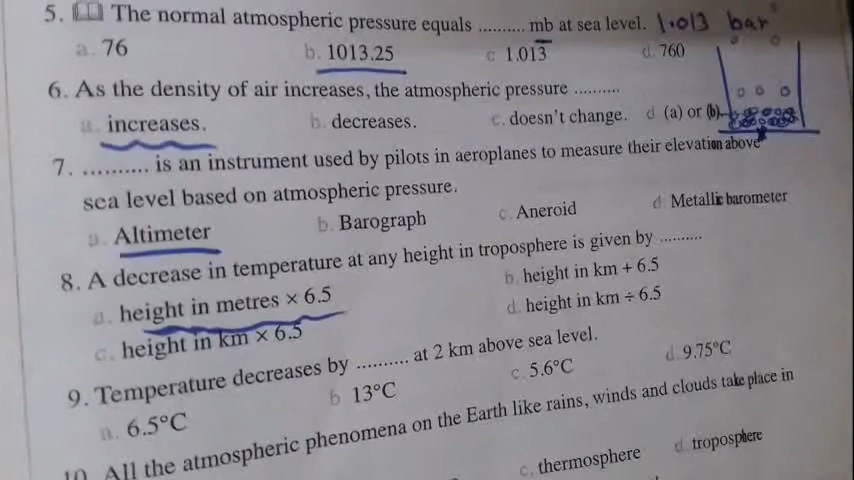 5. The normal atmospheric pressure equals .......... mb at sea level. 1.013 bar
a. 76 b. 1013.25 c 1.013 d. 760
6. As the density of air increases, the atmospheric pressure ..........
a. increases. b. decreases. c. doesn't change. d (a) or (b).
7. .......... is an instrument used by pilots in aeroplanes to measure their elevation above
sea level based on atmospheric pressure.
a. Altimeter b. Barograph c. Aneroid d Metallic barometer
8. A decrease in temperature at any height in troposphere is given by ..........
a. height in metres × 6.5 b. height in km + 6.5
c. height in km × 6.5 d. height in km ÷ 6.5
9. Temperature decreases by .......... at 2 km above sea level.
a. 6.5°C b 13°C c. 5.6°C d. 9.75°C
10. All the atmospheric phenomena on the Earth like rains, winds and clouds take place in
c. thermosphere d troposphere